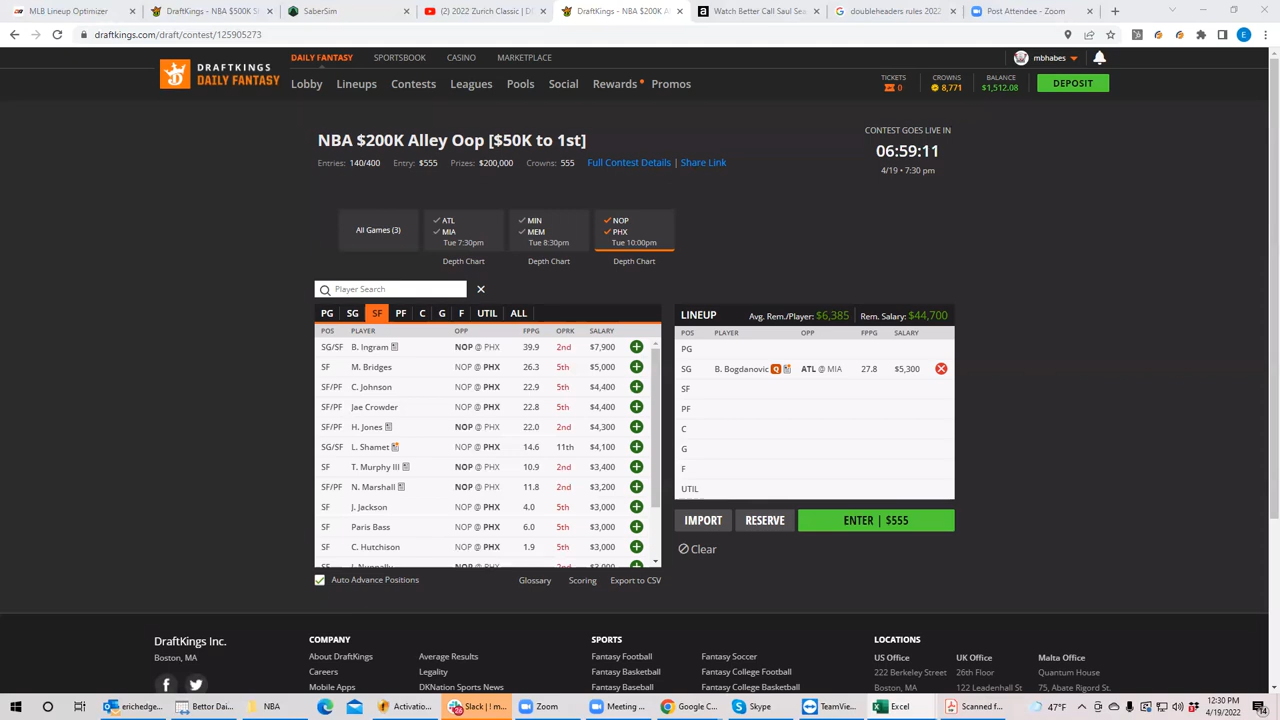 MLB Lineup Optimizer
DraftKings - MLB $200K S
SaberSim
(2) 2022 Zurich Classic | D
DraftKings - NBA $200K A
Watch Better Call Saul Sea
doubleheaders rules 2022
Post Attendee - Zoom
draftkings.com/draft/contest/125905273
DRAFTKINGS
DAILY FANTASY
DAILY FANTASY SPORTSBOOK CASINO MARKETPLACE
mbhabes
Lobby Lineups Contests Leagues Pools Social Rewards Promos
TICKETS
0
CROWNS
8,771
BALANCE
$1,512.08
DEPOSIT
NBA $200K Alley Oop [$50K to 1st]
Entries: 140/400 Entry: $555 Prizes: $200,000 Crowns: 555 Full Contest Details | Share Link
CONTEST GOES LIVE IN
06:59:11
4/19 • 7:30 pm
All Games (3)
ATL
MIA
Tue 7:30pm
Depth Chart
MIN
MEM
Tue 8:30pm
Depth Chart
NOP
PHX
Tue 10:00pm
Depth Chart
Player Search
PG SG SF PF C G F UTIL ALL
POS PLAYER OPP FPPG OPRK SALARY
SG/SF B. Ingram NOP @ PHX 39.9 2nd $7,900
SF M. Bridges NOP @ PHX 26.3 5th $5,000
SF/PF C. Johnson NOP @ PHX 22.9 5th $4,400
SF/PF Jae Crowder NOP @ PHX 22.8 5th $4,400
SF/PF H. Jones NOP @ PHX 22.0 2nd $4,300
SG/SF L. Shamet NOP @ PHX 14.6 11th $4,100
SF T. Murphy III NOP @ PHX 10.9 2nd $3,400
SF/PF N. Marshall NOP @ PHX 11.8 2nd $3,200
SF J. Jackson NOP @ PHX 4.0 5th $3,000
SF Paris Bass NOP @ PHX 6.0 5th $3,000
SF C. Hutchison NOP @ PHX 1.9 5th $3,000
Auto Advance Positions
Glossary Scoring Export to CSV
LINEUP Avg. Rem./Player: $6,385 Rem. Salary: $44,700
POS PLAYER OPP FPPG SALARY
PG
SG B. Bogdanovic Q ATL @ MIA 27.8 $5,300
SF
PF
C
G
F
UTIL
IMPORT RESERVE ENTER | $555
Clear
DraftKings Inc.
Boston, MA
COMPANY
About DraftKings
Careers
Mobile Apps
Average Results
Legality
DKNation Sports News
SPORTS
Fantasy Football
Fantasy Basketball
Fantasy Baseball
Fantasy Soccer
Fantasy College Football
Fantasy College Basketball
LOCATIONS
US Office
222 Berkeley Street
Boston, MA
UK Office
26th Floor
122 Leadenhall St
Malta Office
Quantum House
75, Abate Rigord St.
erichedge...
Bettor Dai...
NBA
Activatio...
Slack | ! m...
Zoom
Meeting ...
Google C...
Skype
TeamVie...
Excel
Scanned f...
47°F
12:30 PM
4/19/2022